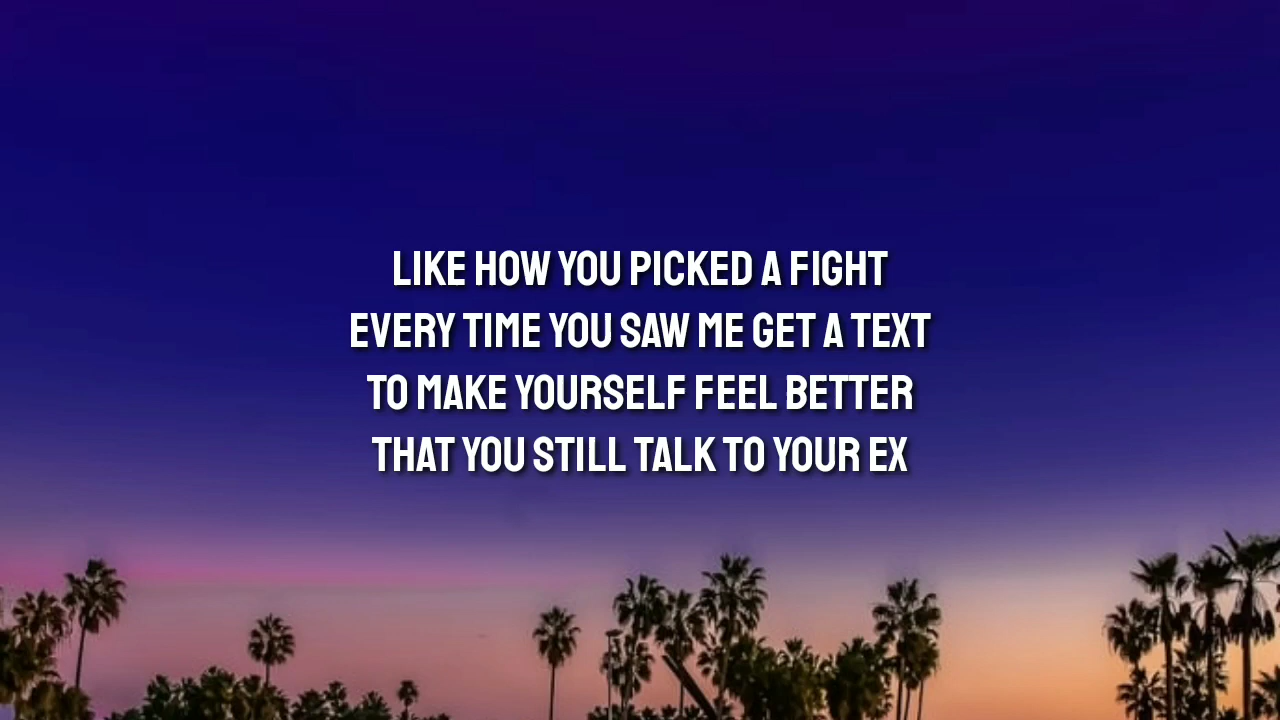 LIKE HOW YOU PICKED A FIGHT
EVERY TIME YOU SAW ME GET A TEXT
TO MAKE YOURSELF FEEL BETTER
THAT YOU STILL TALK TO YOUR EX